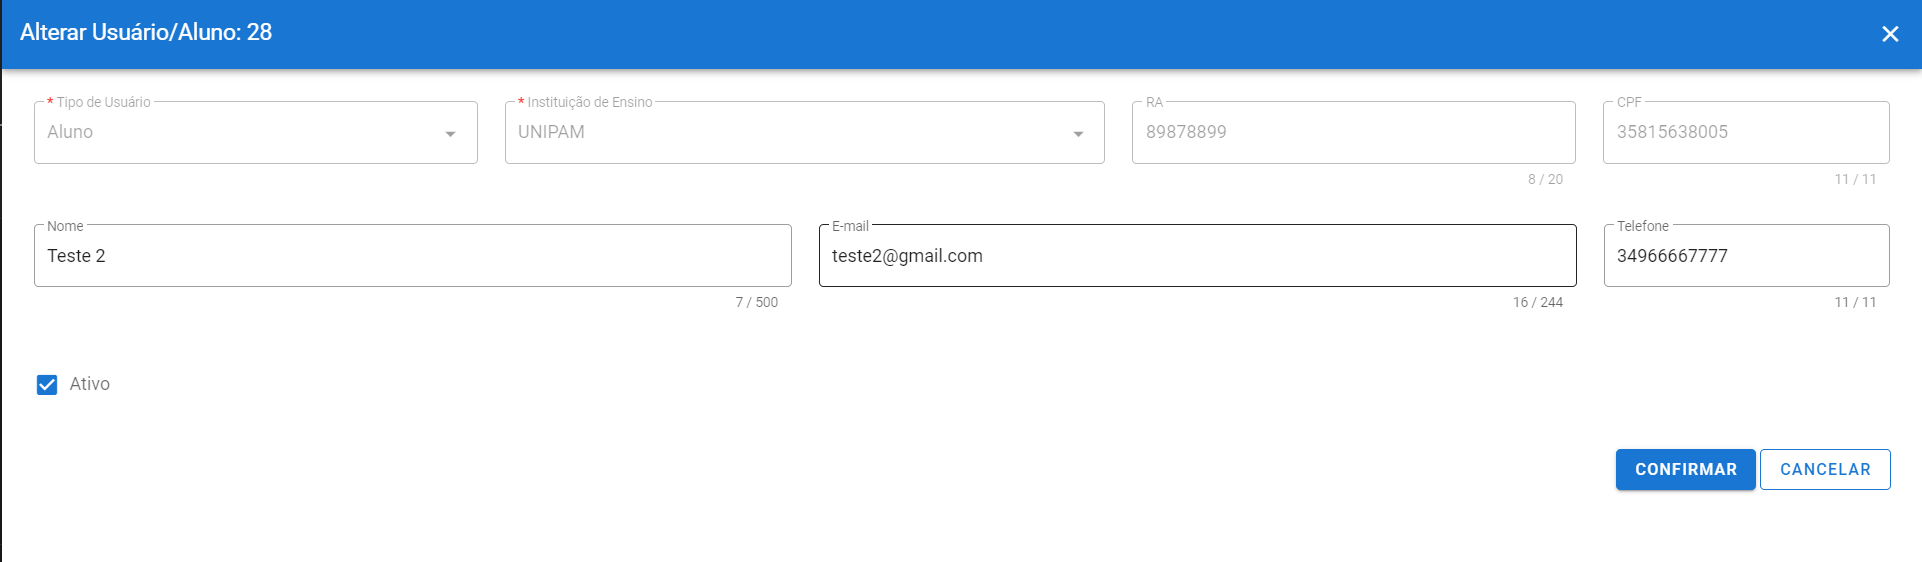 Alterar Usuário/Aluno: 28
* Tipo de Usuário
Aluno
* Instituição de Ensino
UNIPAM
RA
89878899
8 / 20
CPF
35815638005
11 / 11
Nome
Teste 2
7 / 500
E-mail
teste2@gmail.com
16 / 244
Telefone
34966667777
11 / 11
Ativo
CONFIRMAR
CANCELAR